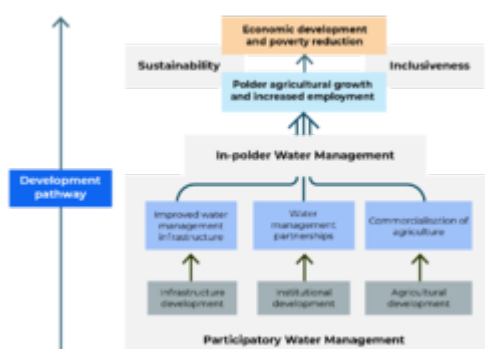 Economic development
and poverty reduction
Sustainability
Inclusiveness
Polder agricultural growth
and increased employment
In-polder Water Management
Development
pathway
Improved water
management
infrastructure
Water
management
partnerships
Commercialisation of
agriculture
Infrastructure
development
Institutional
development
Agricultural
development
Participatory Water Management